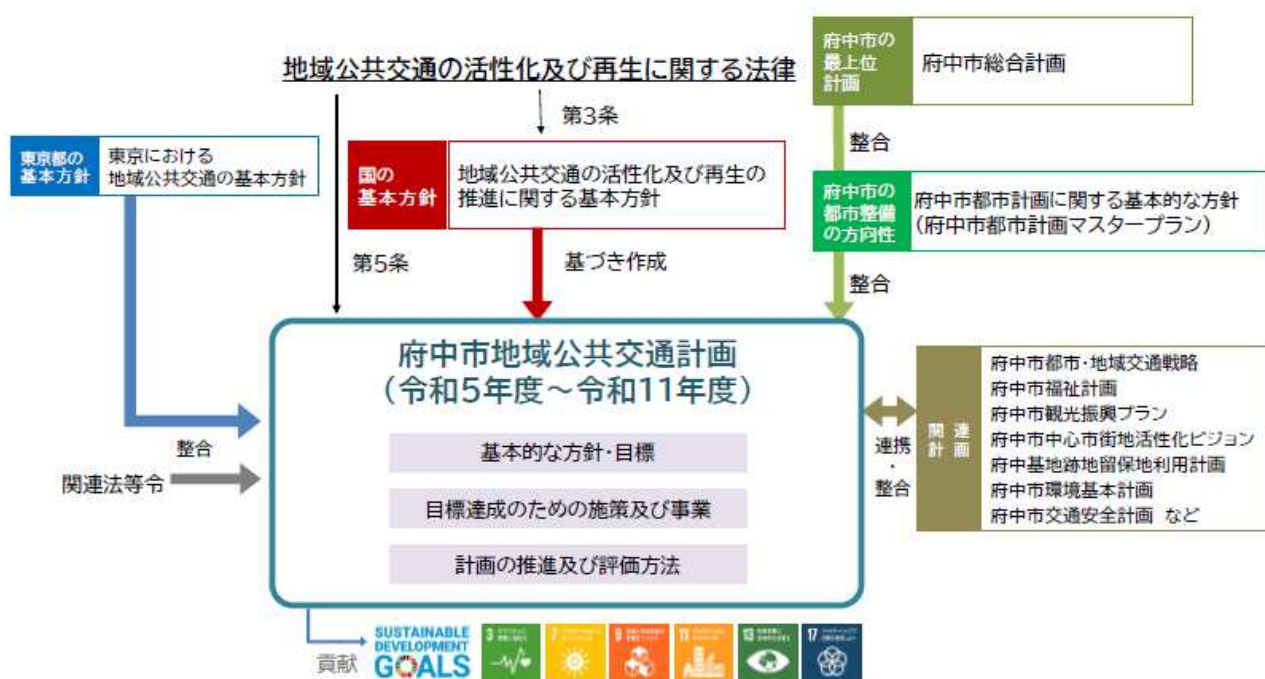 地域公共交通の活性化及び再生に関する法律
府中市の
最上位
計画
府中市総合計画
第3条
整合
東京都の
基本方針
東京における
地域公共交通の基本方針
国の
基本方針
地域公共交通の活性化及び再生の
推進に関する基本方針
府中市の
都市整備
の方向性
府中市都市計画に関する基本的な方針
(府中市都市計画マスタープラン)
第5条
基づき作成
整合
府中市地域公共交通計画
(令和5年度~令和11年度)
基本的な方針・目標
目標達成のための施策及び事業
計画の推進及び評価方法
整合
関連法等令
連携
・
整合
関連
計画
府中市都市・地域交通戦略
府中市福祉計画
府中市観光振興プラン
府中市中心市街地活性化ビジョン
府中基地跡地留保地利用計画
府中市環境基本計画
府中市交通安全計画 など
貢献
SUSTAINABLE
DEVELOPMENT
GOALS
3
7
9
11
13
17